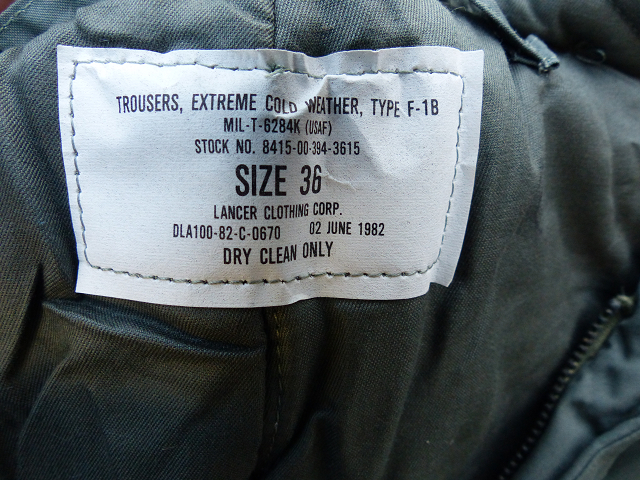 TROUSERS, EXTREME COLD WEATHER, TYPE F-1B
MIL-T-6284K (USAF)
STOCK NO. 8415-00-394-3615
SIZE 36
LANCER CLOTHING CORP.
DLA100-82-C-0670 02 JUNE 1982
DRY CLEAN ONLY